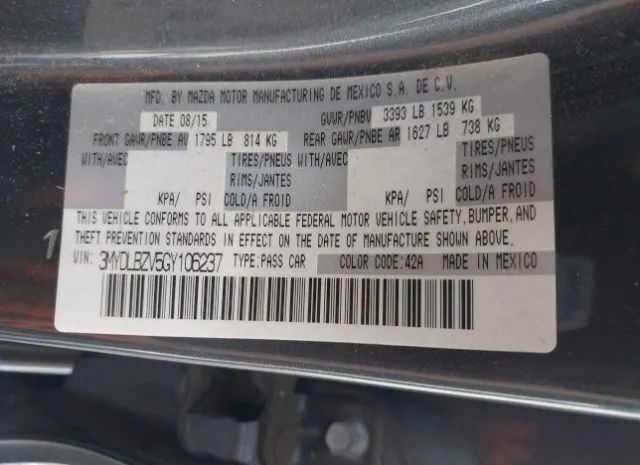 MFD. BY MAZDA MOTOR MANUFACTURING DE MEXICO S.A. DE C.V.
DATE 08/15 GVWR/PNBV 3393 LB 1539 KG
FRONT GAWR/PNBE AV 1795 LB 814 KG REAR GAWR/PNBE AR 1627 LB 738 KG
WITH/AVEC TIRES/PNEUS WITH/AVEC TIRES/PNEUS
RIMS/JANTES RIMS/JANTES
KPA/ PSI COLD/A FROID KPA/ PSI COLD/A FROID
THIS VEHICLE CONFORMS TO ALL APPLICABLE FEDERAL MOTOR VEHICLE SAFETY, BUMPER, AND
THEFT PREVENTION STANDARDS IN EFFECT ON THE DATE OF MANUFACTURE SHOWN ABOVE.
VIN: 3MYDLBZV5GY106237 TYPE:PASS CAR COLOR CODE:42A MADE IN MEXICO